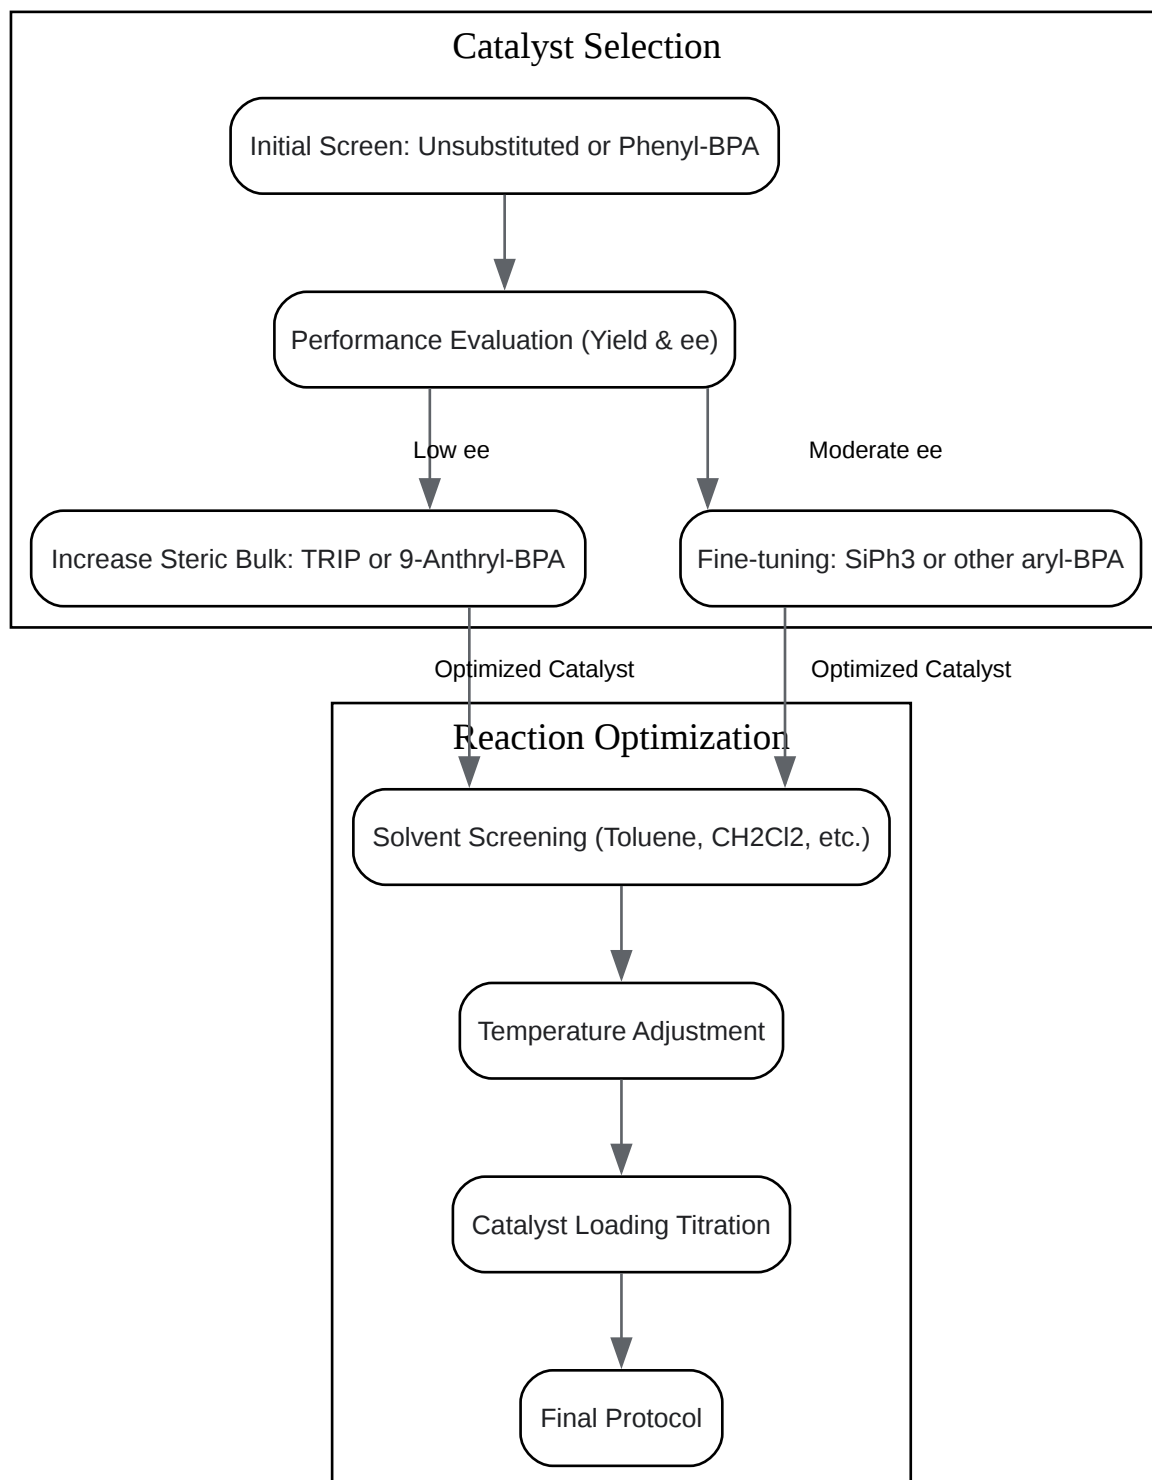 Catalyst Selection
Initial Screen: Unsubstituted or Phenyl-BPA
Performance Evaluation (Yield & ee)
Low ee
Moderate ee
Increase Steric Bulk: TRIP or 9-Anthryl-BPA
Fine-tuning: SiPh3 or other aryl-BPA
Optimized Catalyst
Optimized Catalyst
Reaction Optimization
Solvent Screening (Toluene, CH2Cl2, etc.)
Temperature Adjustment
Catalyst Loading Titration
Final Protocol